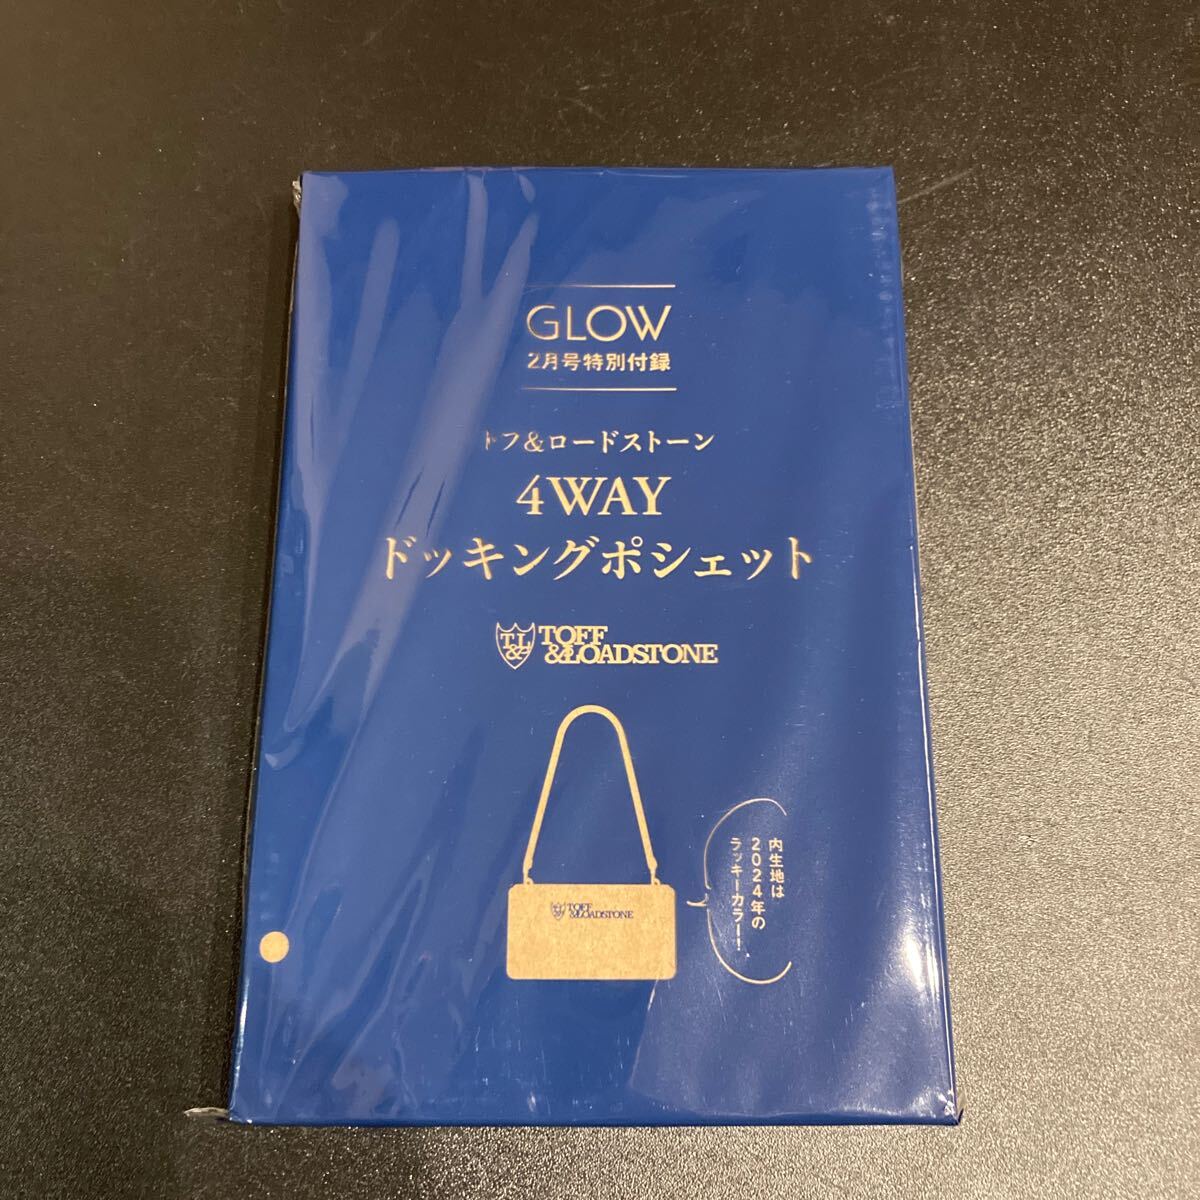 GLOW
2月号特別付録
トフ&ロードストーン
4WAY
ドッキングポシェット
T&L
TOFF
&LOADSTONE
TOFF
&LOADSTONE
内生地は
2024年の
ラッキーカラー!